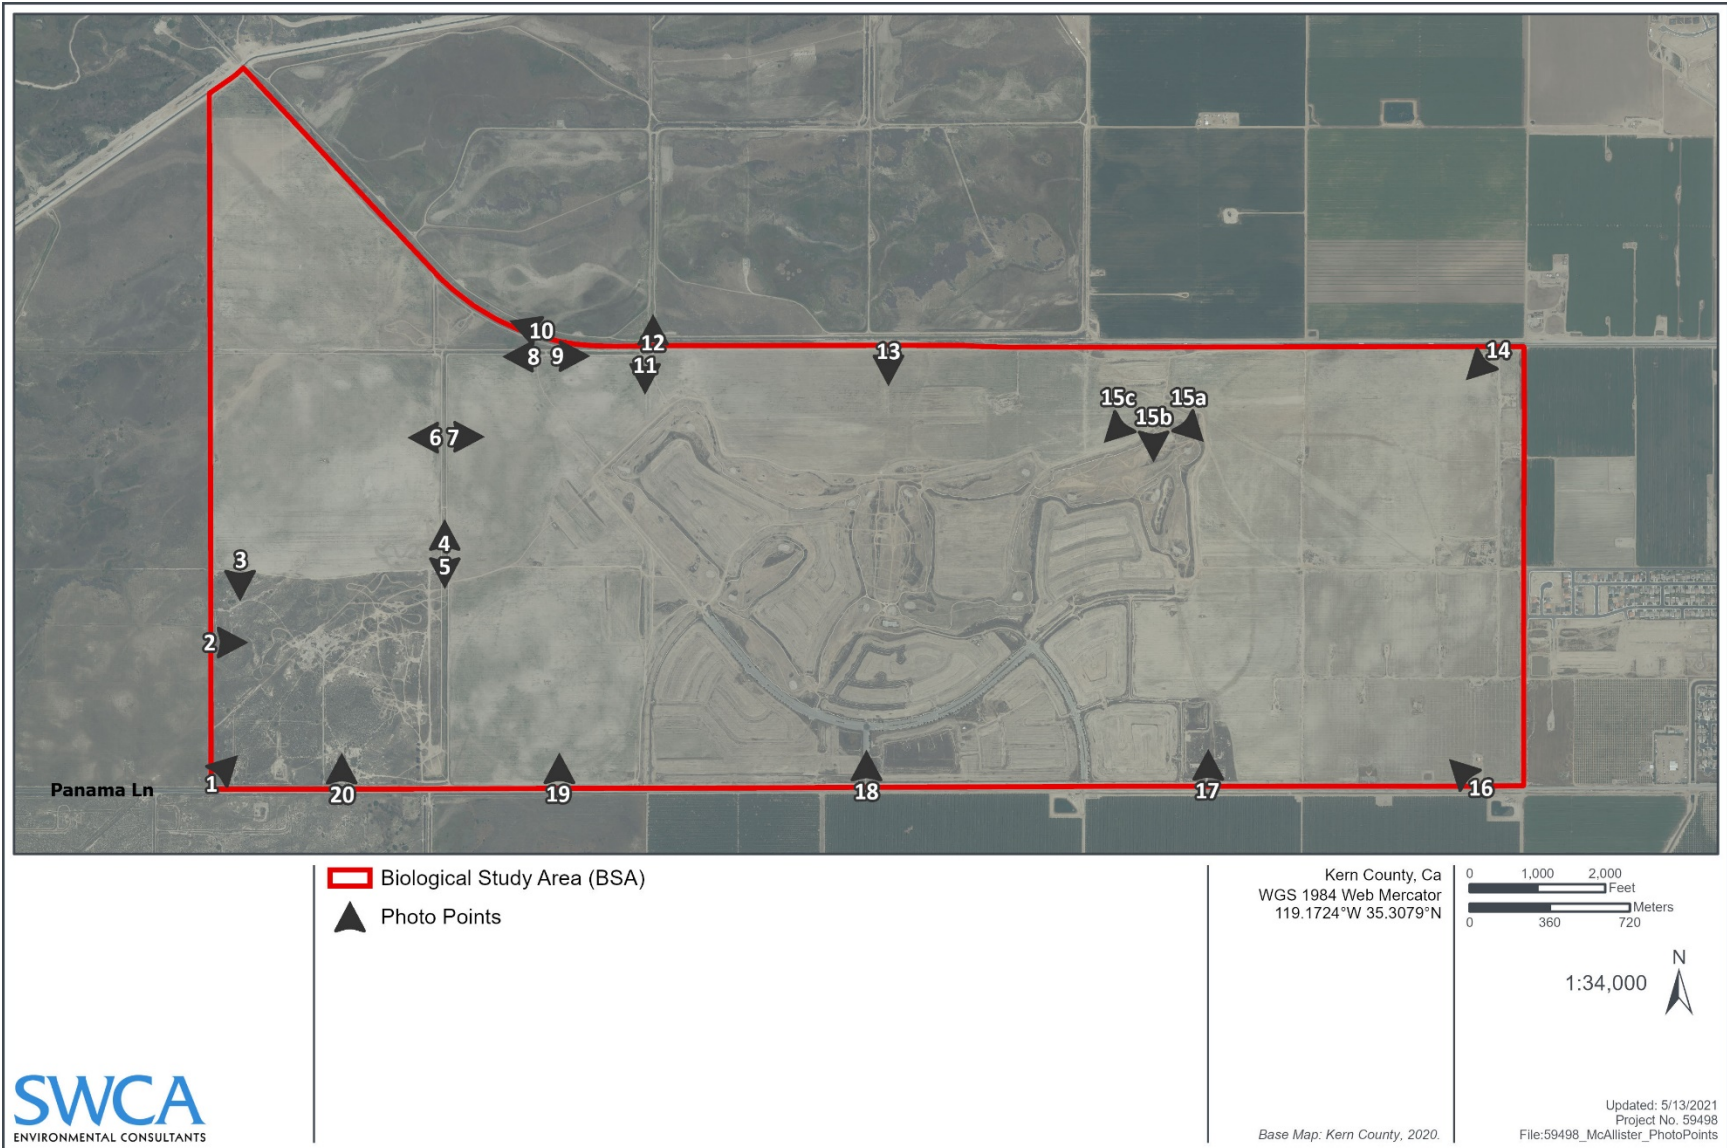 10
12
8 9
13
14
11
15c
15a
15b
6 7
4
3
5
2
1
Panama Ln
20
19
18
17
16
Biological Study Area (BSA)
Photo Points
Kern County, Ca
WGS 1984 Web Mercator
119.1724°W 35.3079°N
0 1,000 2,000
Feet
Meters
0 360 720
N
1:34,000
SWCA
ENVIRONMENTAL CONSULTANTS
Base Map: Kern County, 2020.
Updated: 5/13/2021
Project No. 59498
File:59498_McAllister_PhotoPoints